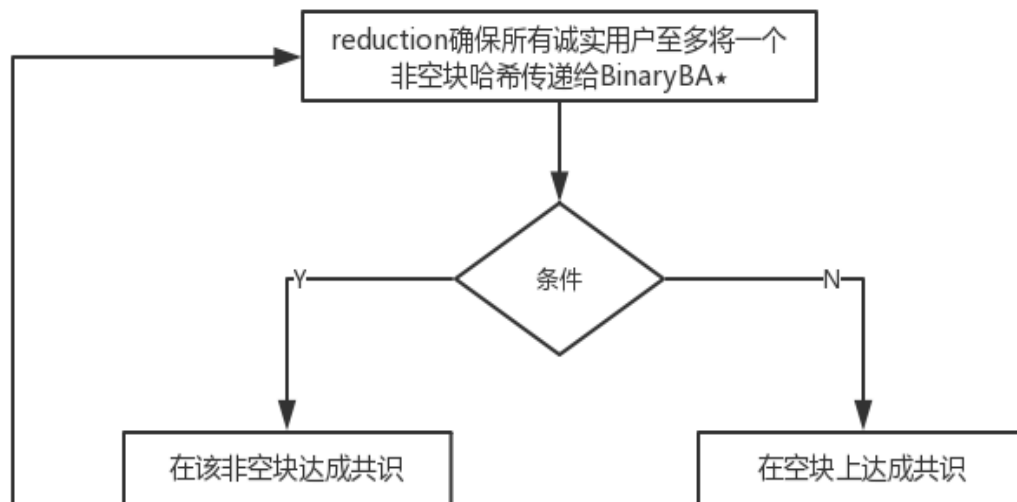 reduction确保所有诚实用户至多将一个
非空块哈希传递给BinaryBA★
条件
Y
N
在该非空块达成共识
在空块上达成共识